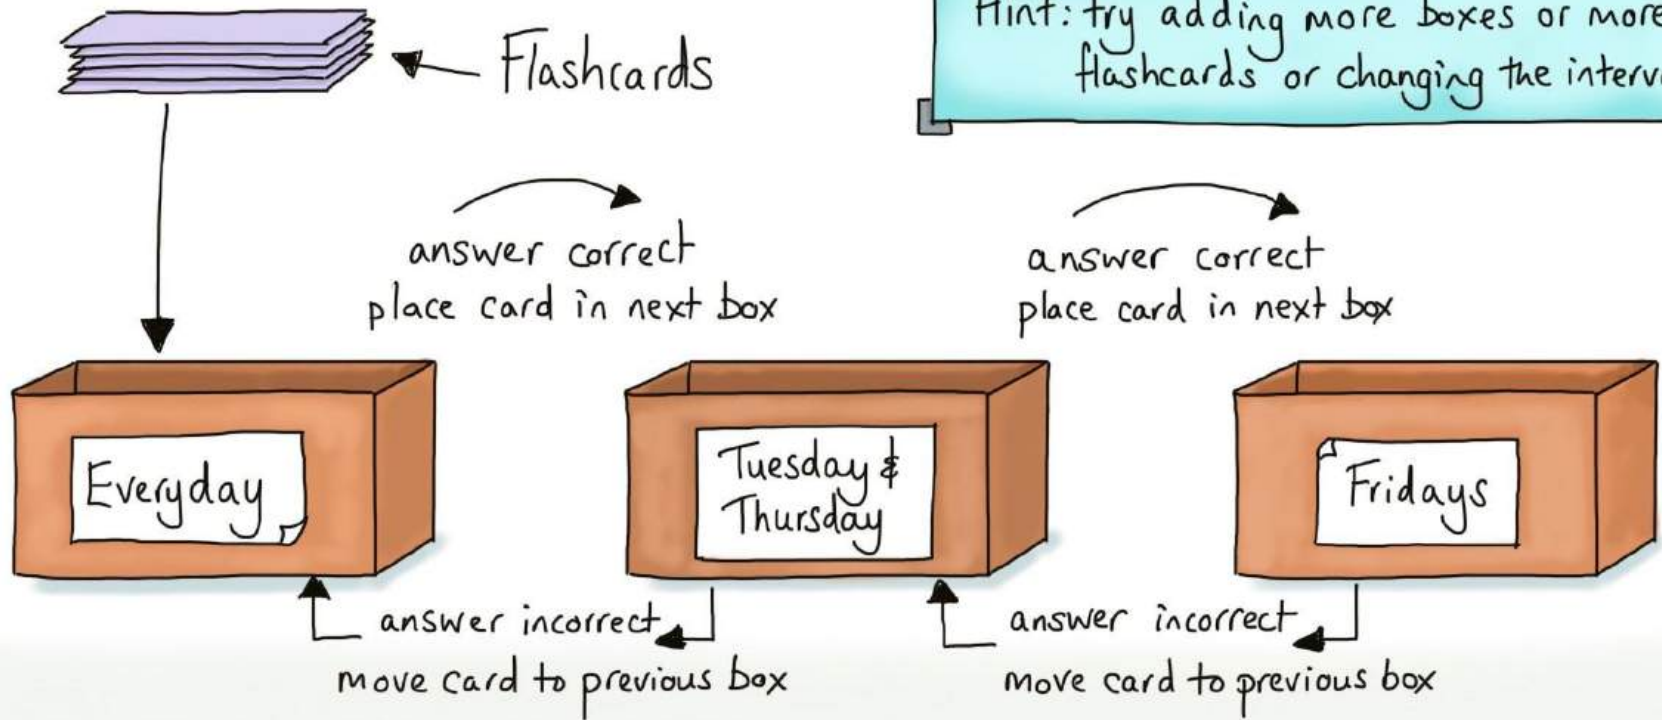 Hint: try adding more boxes or more
flashcards or changing the
Flashcards
answer correct
place card in next box
answer correct
place card in next box
Everyday
Tuesday &
Thursday
Fridays
answer incorrect
move card to previous box
answer incorrect
move card to previous box